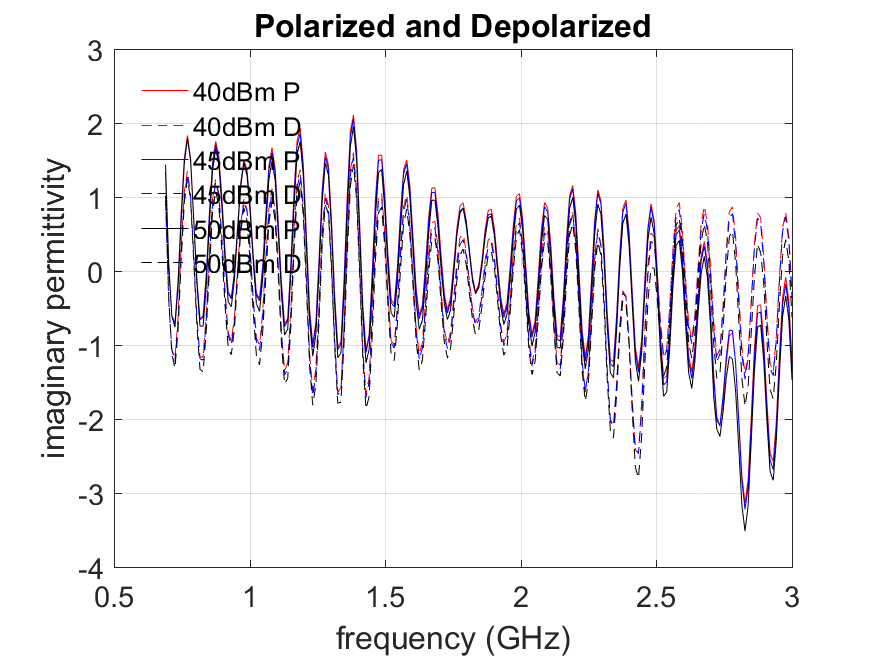 Polarized and Depolarized
3
40dBm P
40dBm D
2
45dBm P
45dBm D
1
50dBm P
50dBm D
0
-1
-2
-3
-4
imaginary permittivity
0.5 1 1.5 2 2.5 3
frequency (GHz)